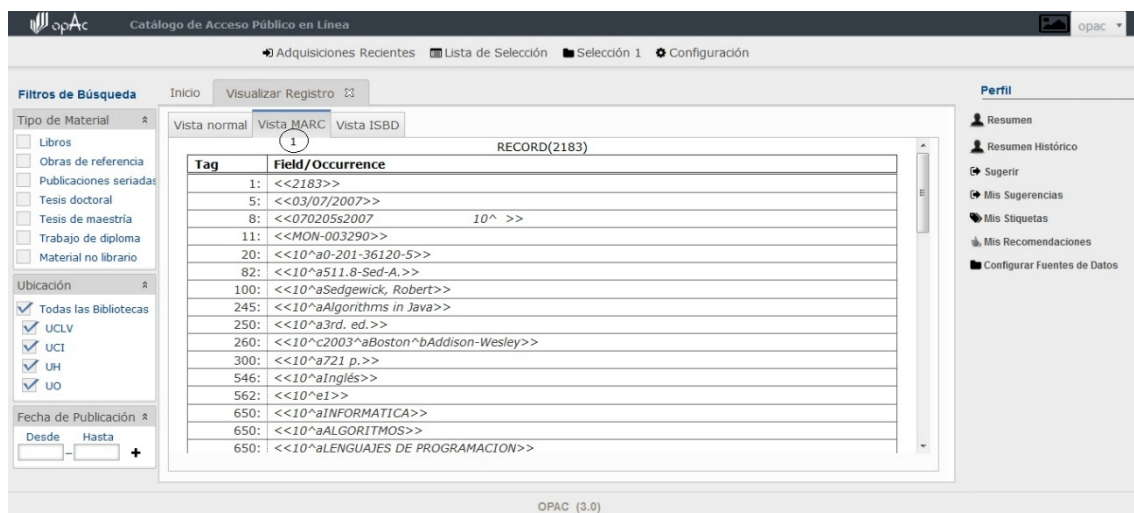 opAc Catálogo de Acceso Público en Línea opac
Adquisiciones Recientes Lista de Selección Selección 1 Configuración
Filtros de Búsqueda
Tipo de Material
Libros
Obras de referencia
Publicaciones seriadas
Tesis doctoral
Tesis de maestría
Trabajo de diploma
Material no librario
Ubicación
Todas las Bibliotecas
UCLV
UCI
UH
UO
Fecha de Publicación
Desde Hasta
–
Inicio Visualizar Registro
Vista normal Vista MARC Vista ISBD
1
RECORD(2183)
Tag Field/Occurrence
1: <<2183>>
5: <<03/07/2007>>
8: <<070205s2007 10^ >>
11: <<MON-003290>>
20: <<10^a0-201-36120-5>>
82: <<10^a511.8-Sed-A.>>
100: <<10^aSedgewick, Robert>>
245: <<10^aAlgorithms in Java>>
250: <<10^a3rd. ed.>>
260: <<10^c2003^aBoston^bAddison-Wesley>>
300: <<10^a721 p.>>
546: <<10^aInglés>>
562: <<10^e1>>
650: <<10^aINFORMATICA>>
650: <<10^aALGORITMOS>>
650: <<10^aLENGUAJES DE PROGRAMACION>>
Perfil
Resumen
Resumen Histórico
Sugerir
Mis Sugerencias
Mis Stiquetas
Mis Recomendaciones
Configurar Fuentes de Datos
OPAC (3.0)